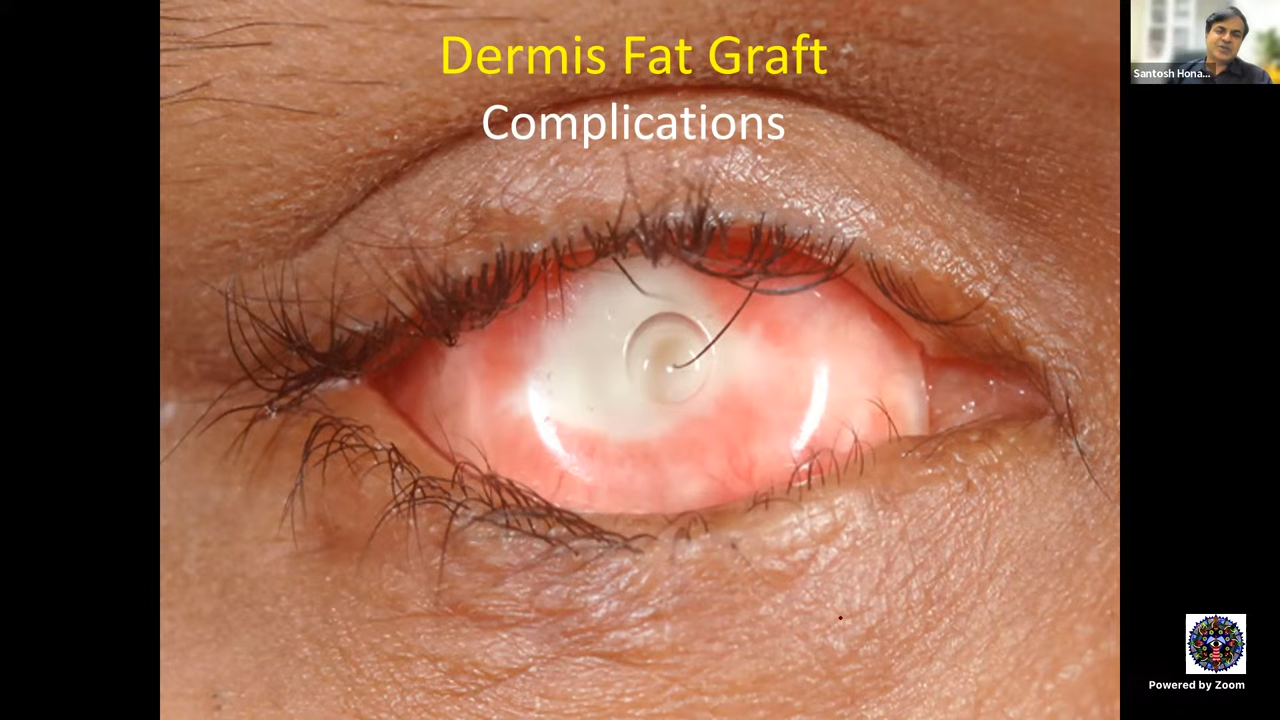 Dermis Fat Graft
Complications
Santosh Hona...
Powered by Zoom